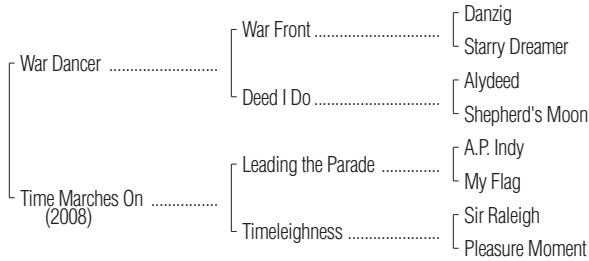 Danzig
War Front
Starry Dreamer
War Dancer
Alydeed
Deed I Do
Shepherd's Moon
A.P. Indy
Leading the Parade
My Flag
Time Marches On
(2008)
Sir Raleigh
Timeleighness
Pleasure Moment